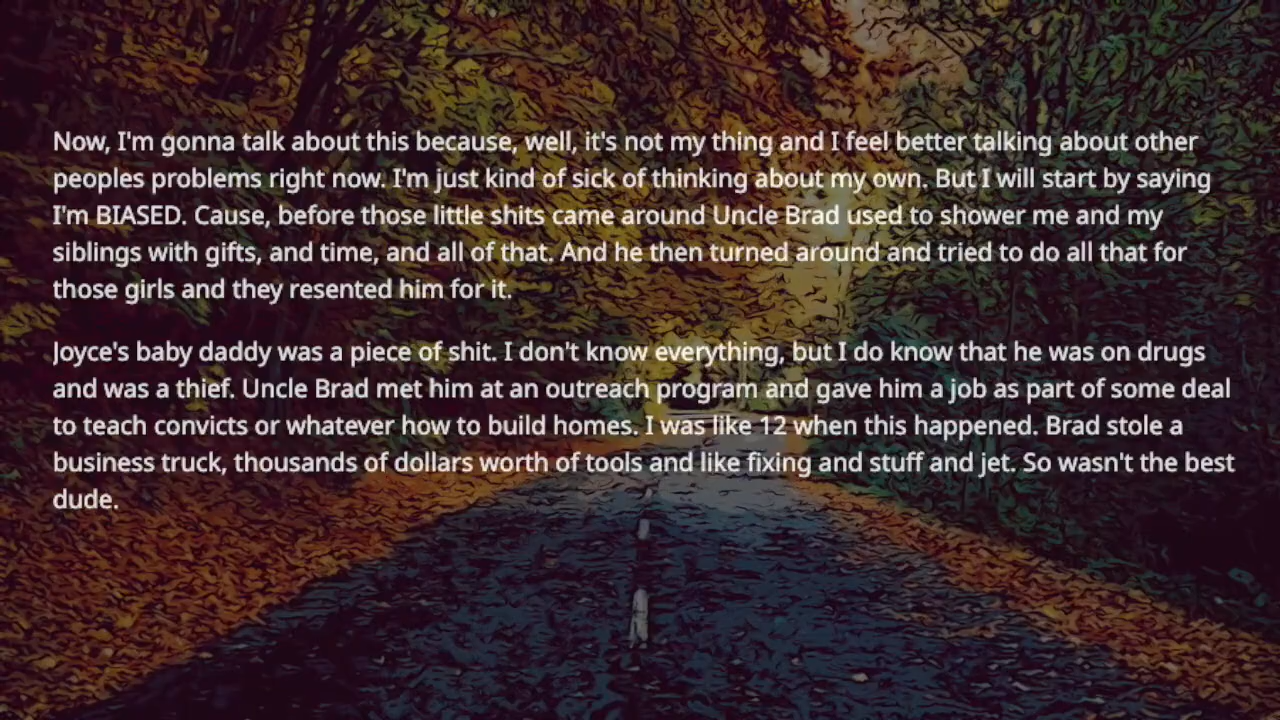 Now, I'm gonna talk about this because, well, it's not my thing and I feel better talking about other
peoples problems right now. I'm just kind of sick of thinking about my own. But I will start by saying
I'm BIASED. Cause, before those little shits came around Uncle Brad used to shower me and my
siblings with gifts, and time, and all of that. And he then turned around and tried to do all that for
those girls and they resented him for it.
Joyce's baby daddy was a piece of shit. I don't know everything, but I do know that he was on drugs
and was a thief. Uncle Brad met him at an outreach program and gave him a job as part of some deal
to teach convicts or whatever how to build homes. I was like 12 when this happened. Brad stole a
business truck, thousands of dollars worth of tools and like fixing and stuff and jet. So wasn't the best
dude.